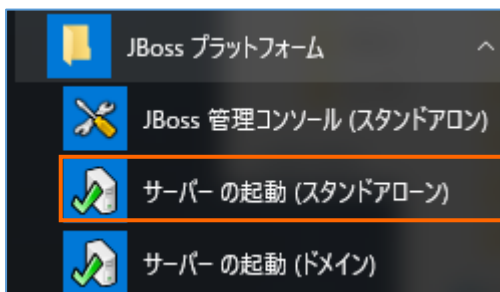 JBoss プラットフォーム
JBoss 管理コンソール (スタンドアロン)
サーバー の起動 (スタンドアローン)
サーバー の起動 (ドメイン)